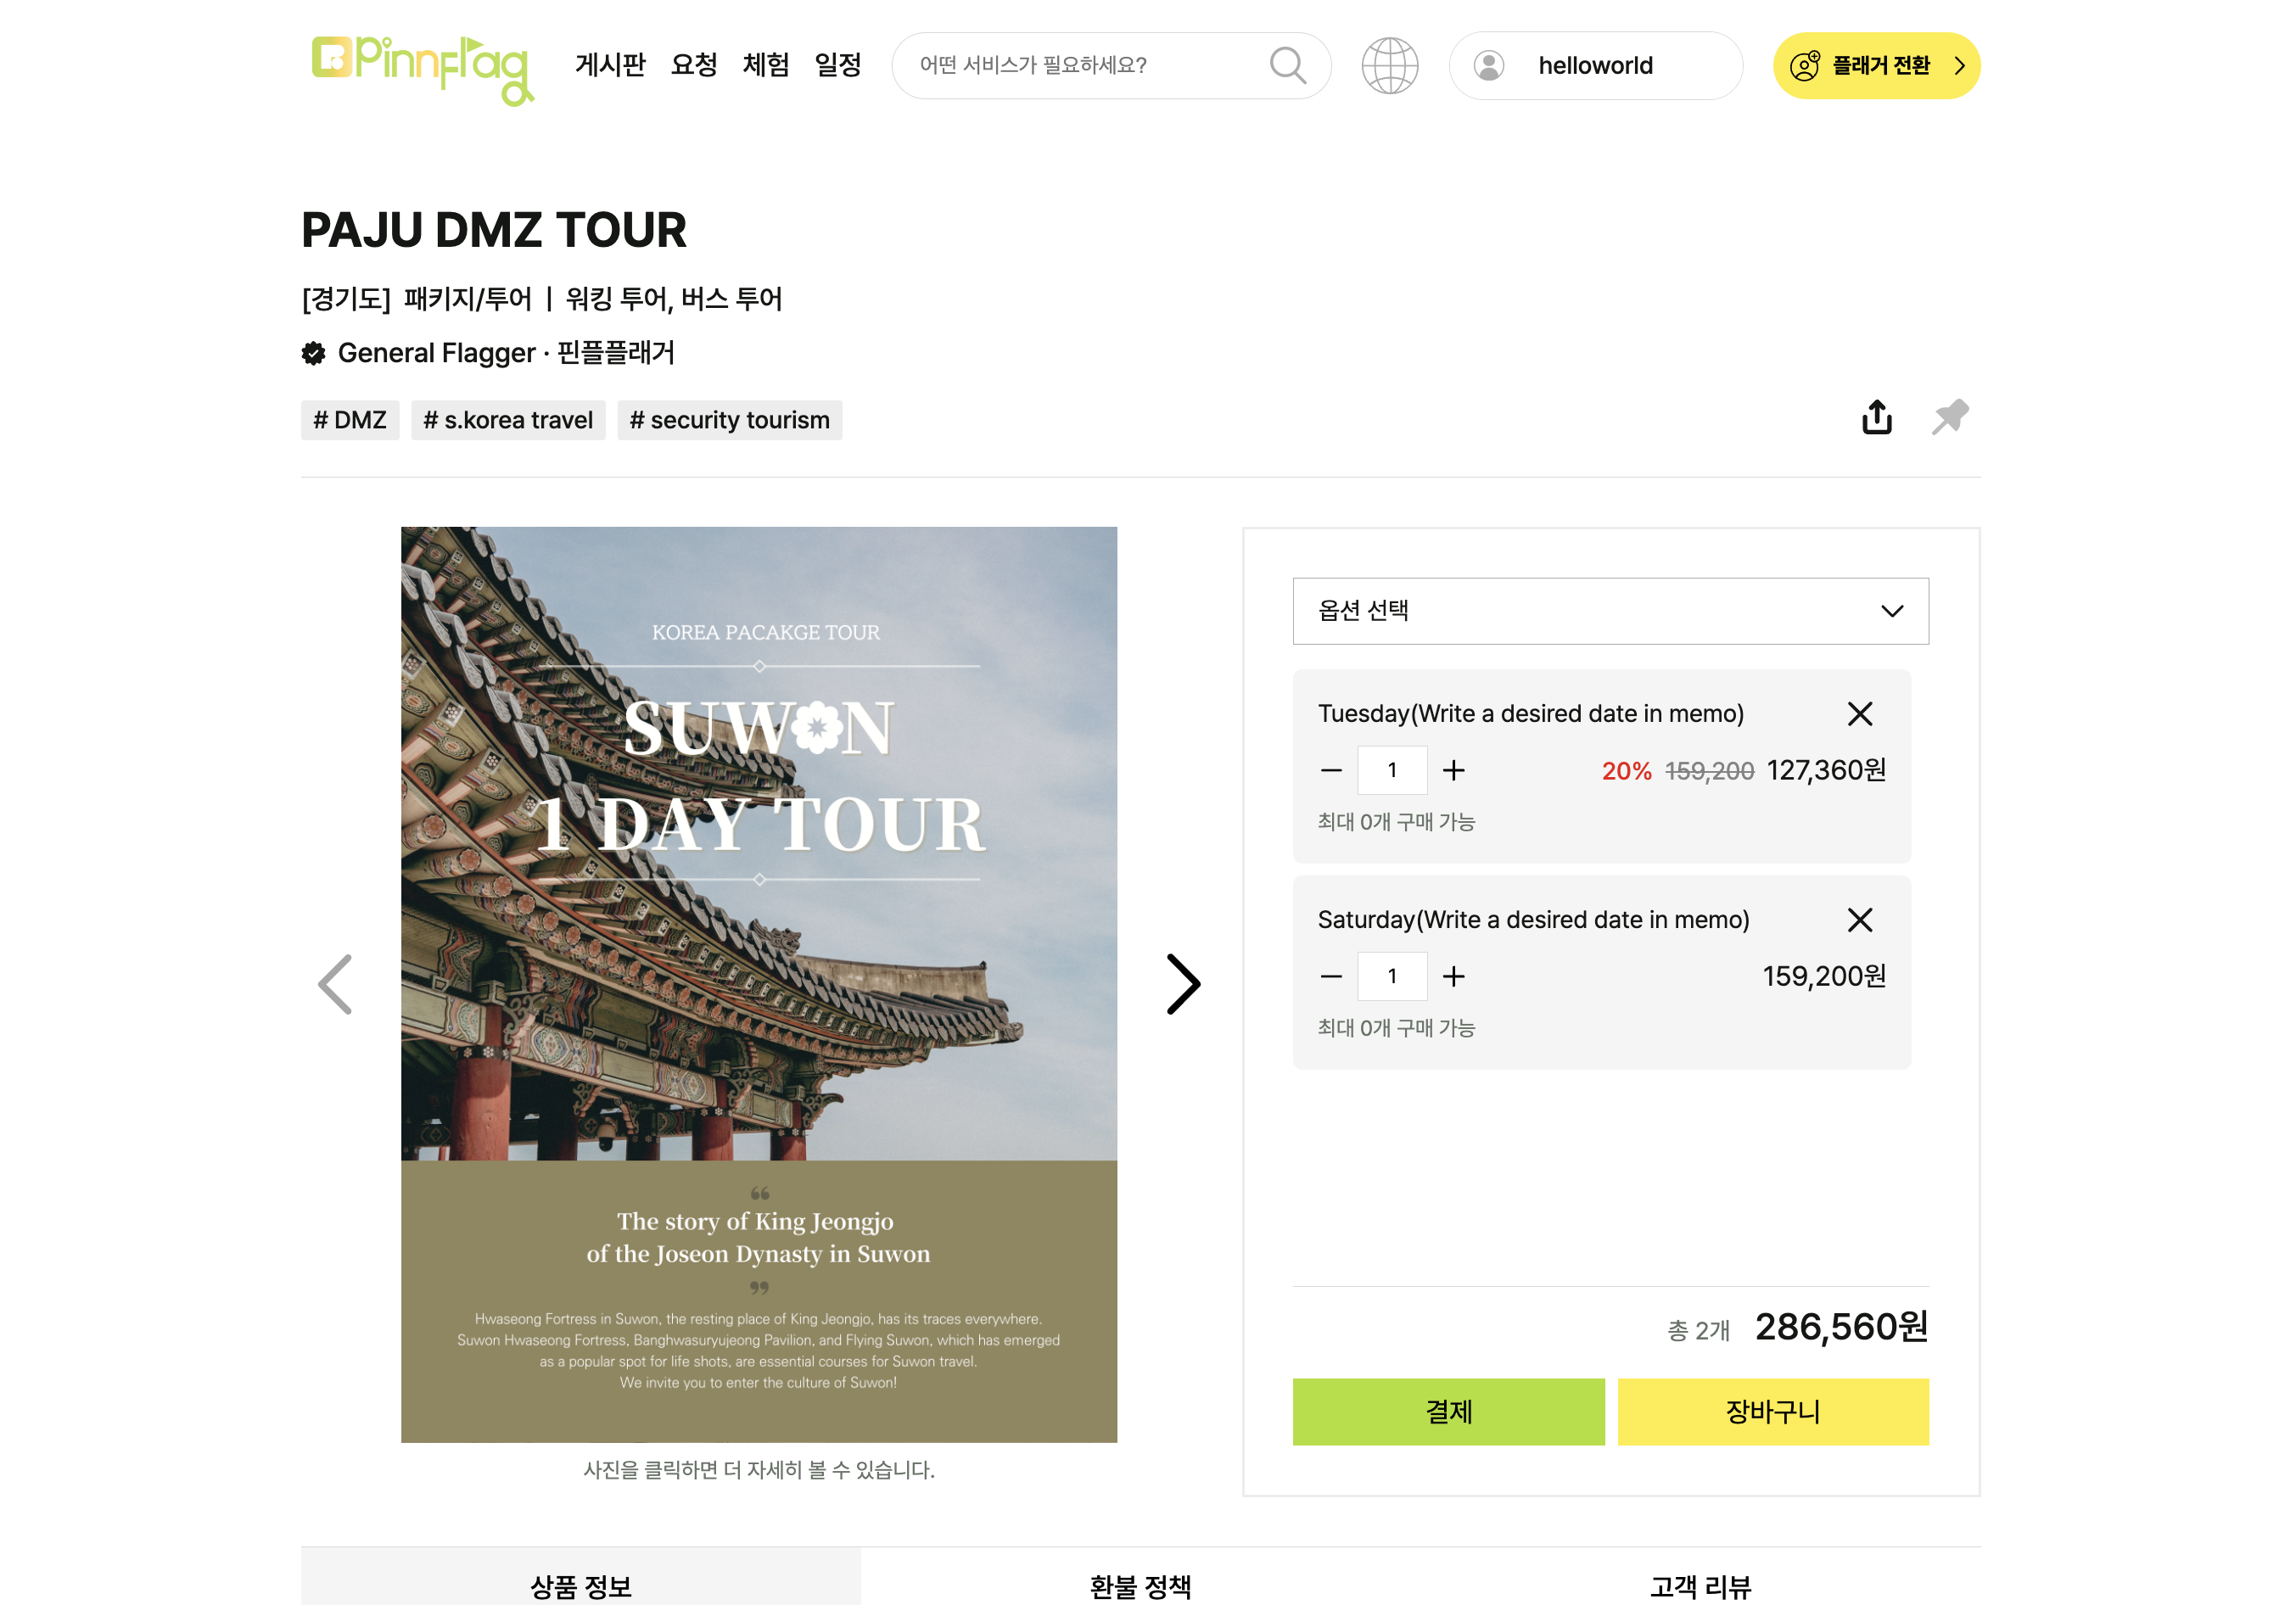 Pinnflag
게시판 요청 체험 일정
어떤 서비스가 필요하세요?
helloworld
플래거 전환
PAJU DMZ TOUR
[경기도] 패키지/투어 | 워킹 투어, 버스 투어
General Flagger · 핀플플래거
# DMZ # s.korea travel # security tourism
KOREA PACAKGE TOUR
SUWON
1 DAY TOUR
“
The story of King Jeongjo
of the Joseon Dynasty in Suwon
”
Hwaseong Fortress in Suwon, the resting place of King Jeongjo, has its traces everywhere.
Suwon Hwaseong Fortress, Banghwasuryujeong Pavilion, and Flying Suwon, which has emerged
as a popular spot for life shots, are essential courses for Suwon travel.
We invite you to enter the culture of Suwon!
사진을 클릭하면 더 자세히 볼 수 있습니다.
옵션 선택
Tuesday(Write a desired date in memo)
1 20% 159,200 127,360원
최대 0개 구매 가능
Saturday(Write a desired date in memo)
1 159,200원
최대 0개 구매 가능
총 2개 286,560원
결제 장바구니
상품 정보 환불 정책 고객 리뷰